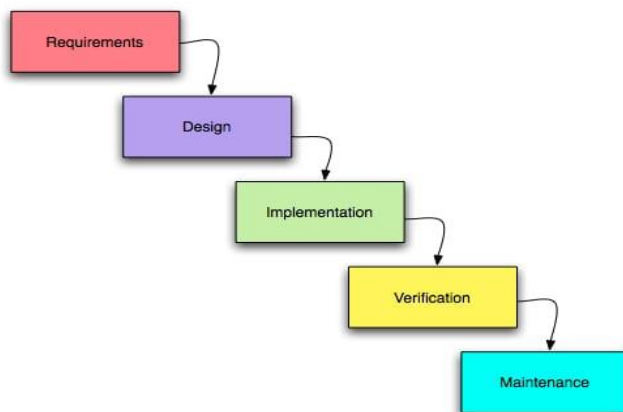 Requirements
Design
Implementation
Verification
Maintenance